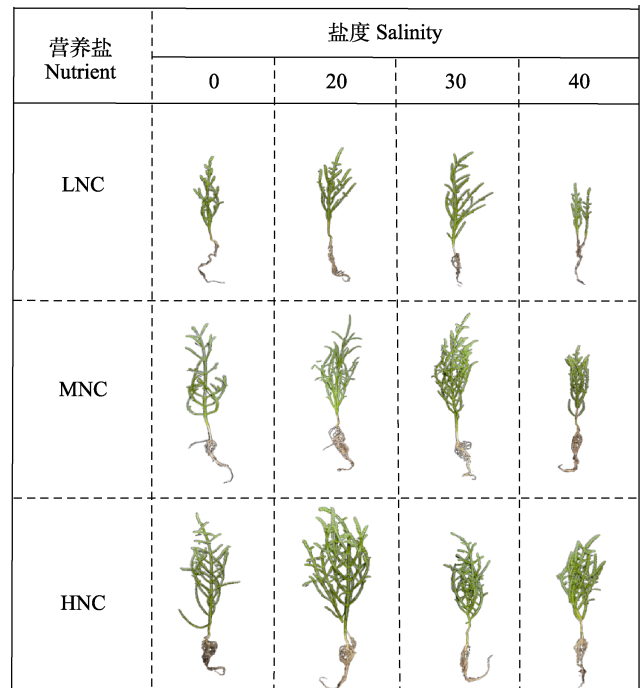 营养盐
Nutrient
盐度 Salinity
0 20 30 40
LNC
MNC
HNC